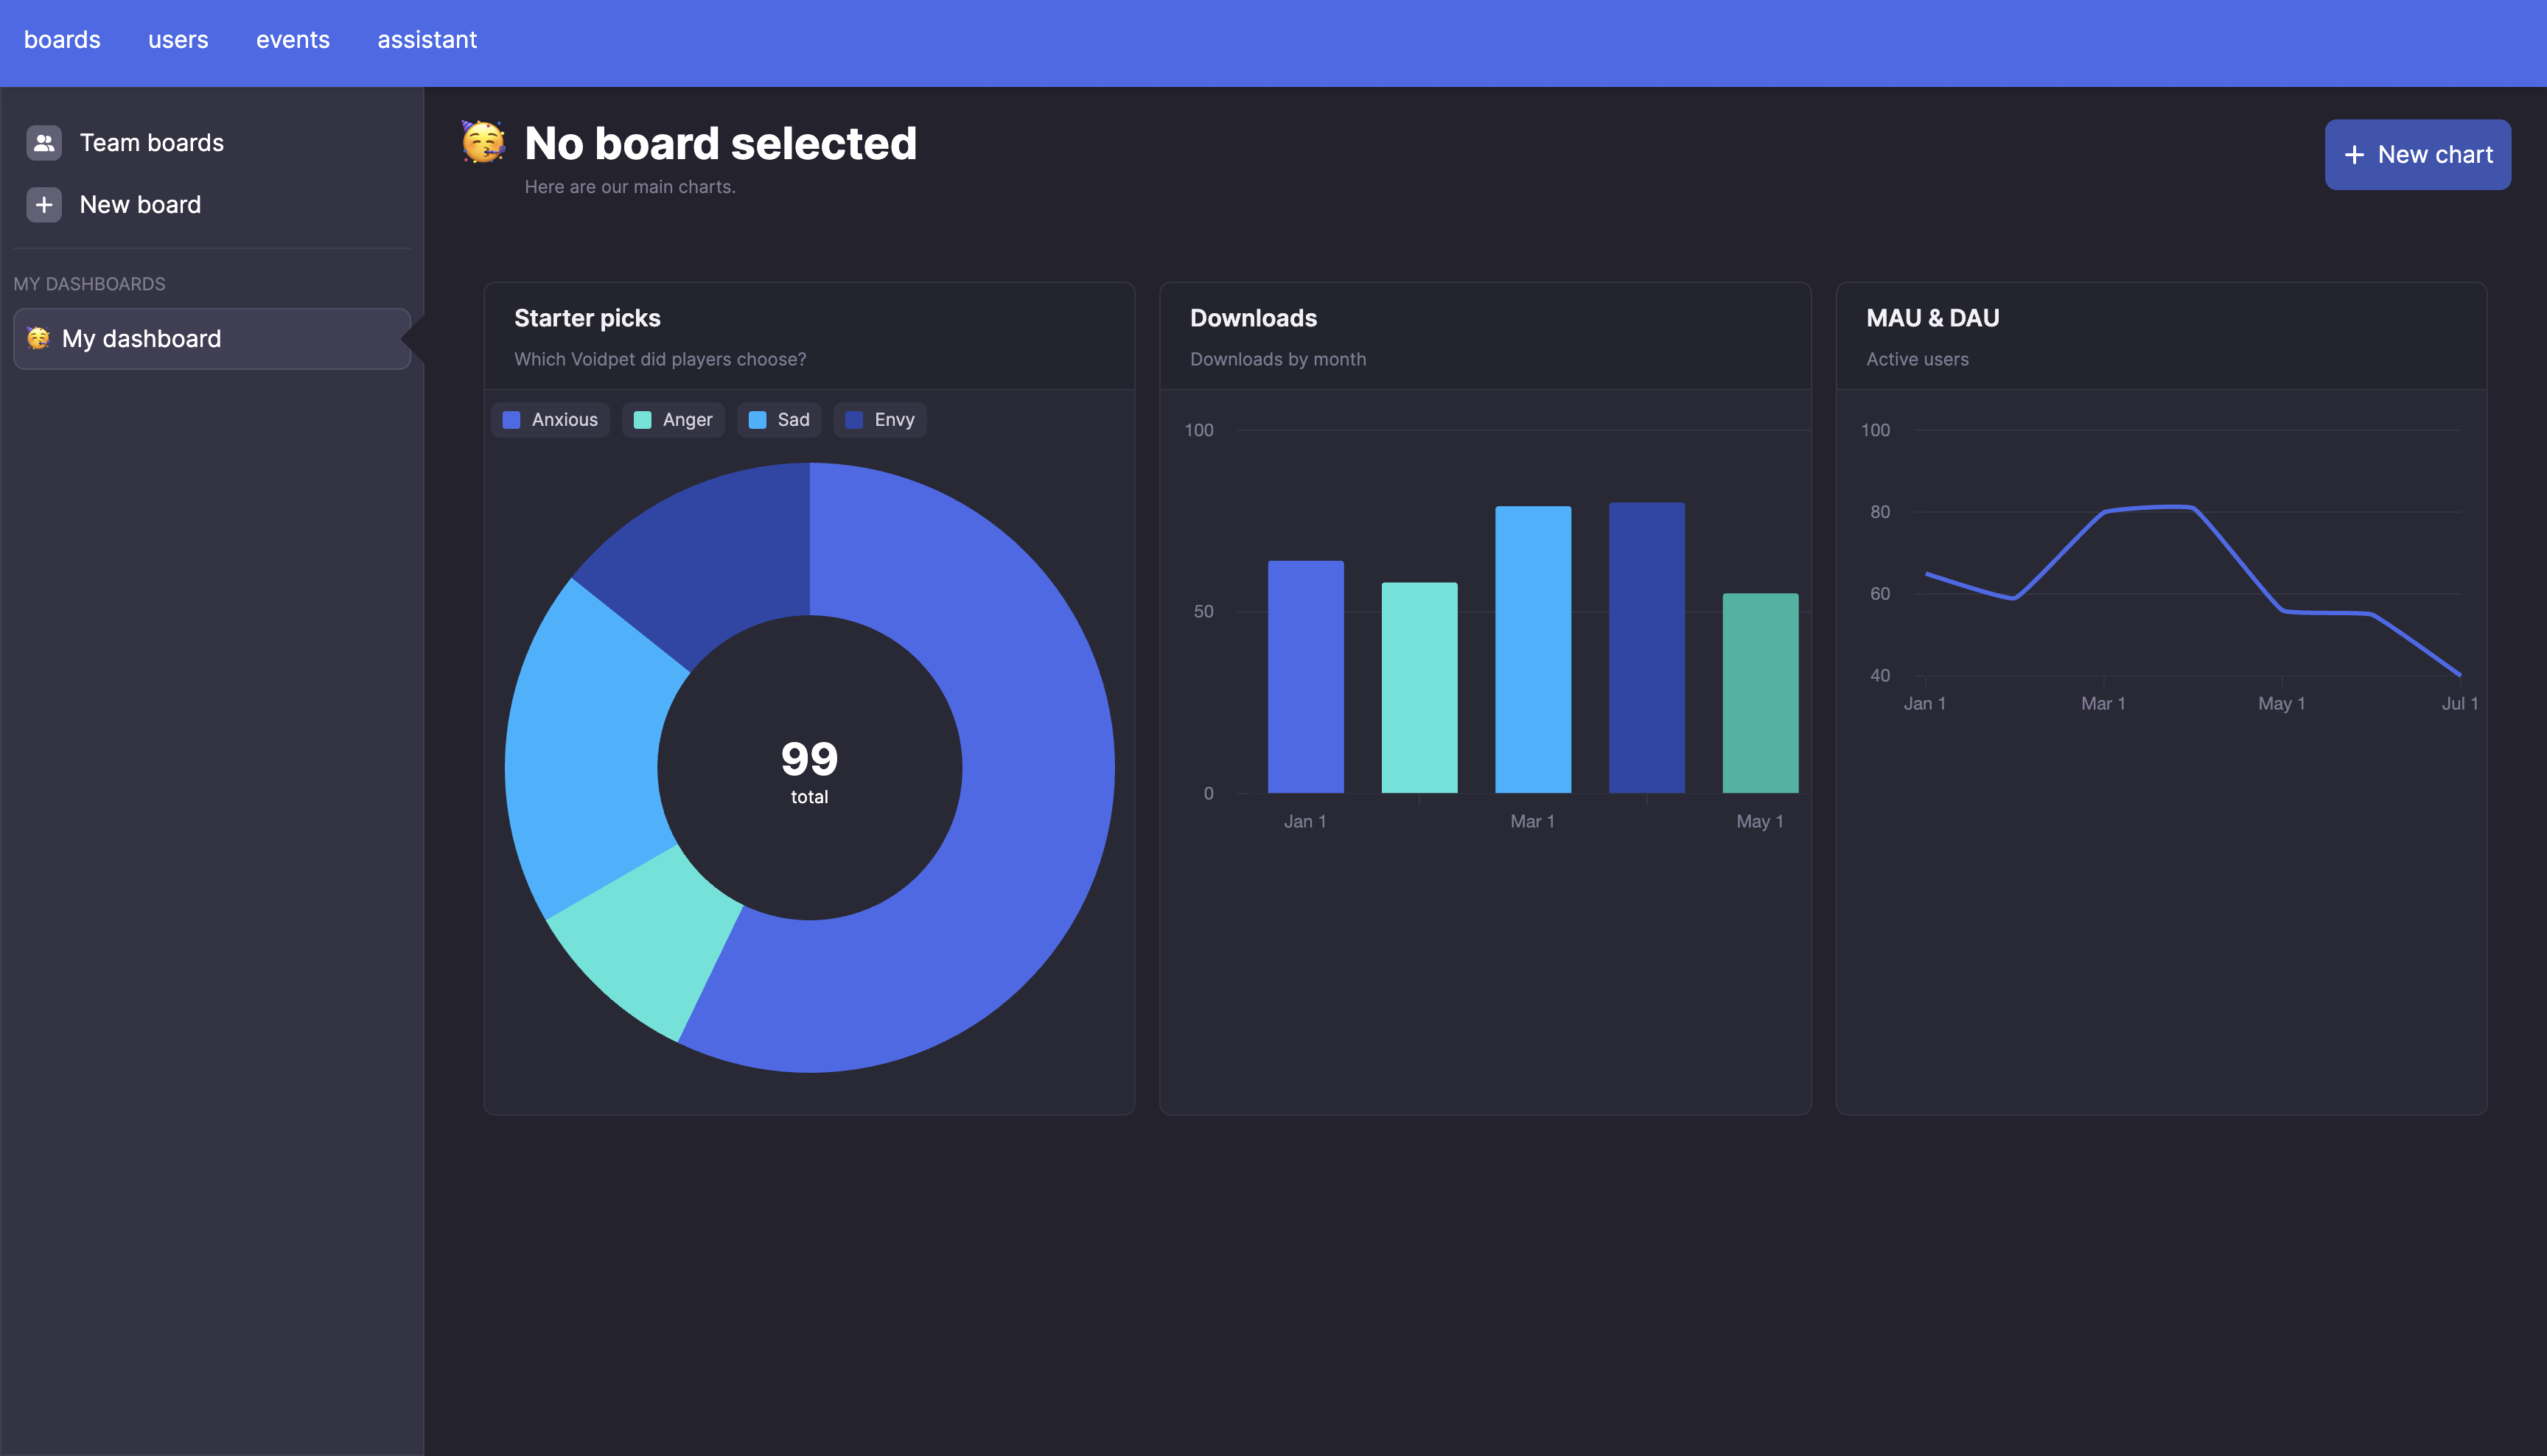 boards users events assistant
Team boards
New board
MY DASHBOARDS
My dashboard
No board selected
Here are our main charts.
New chart
Starter picks
Which Voidpet did players choose?
Anxious Anger Sad Envy
99
total
Downloads
Downloads by month
100
50
0
Jan 1 Mar 1 May 1
MAU & DAU
Active users
100
80
60
40
Jan 1 Mar 1 May 1 Jul 1